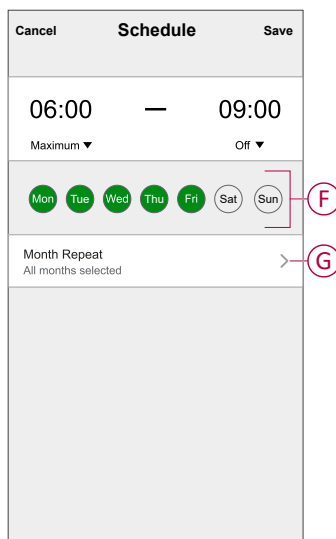 Cancel Schedule Save
06:00 — 09:00
Maximum ▼ Off ▼
Mon Tue Wed Thu Fri Sat Sun F
Month Repeat
All months selected
G